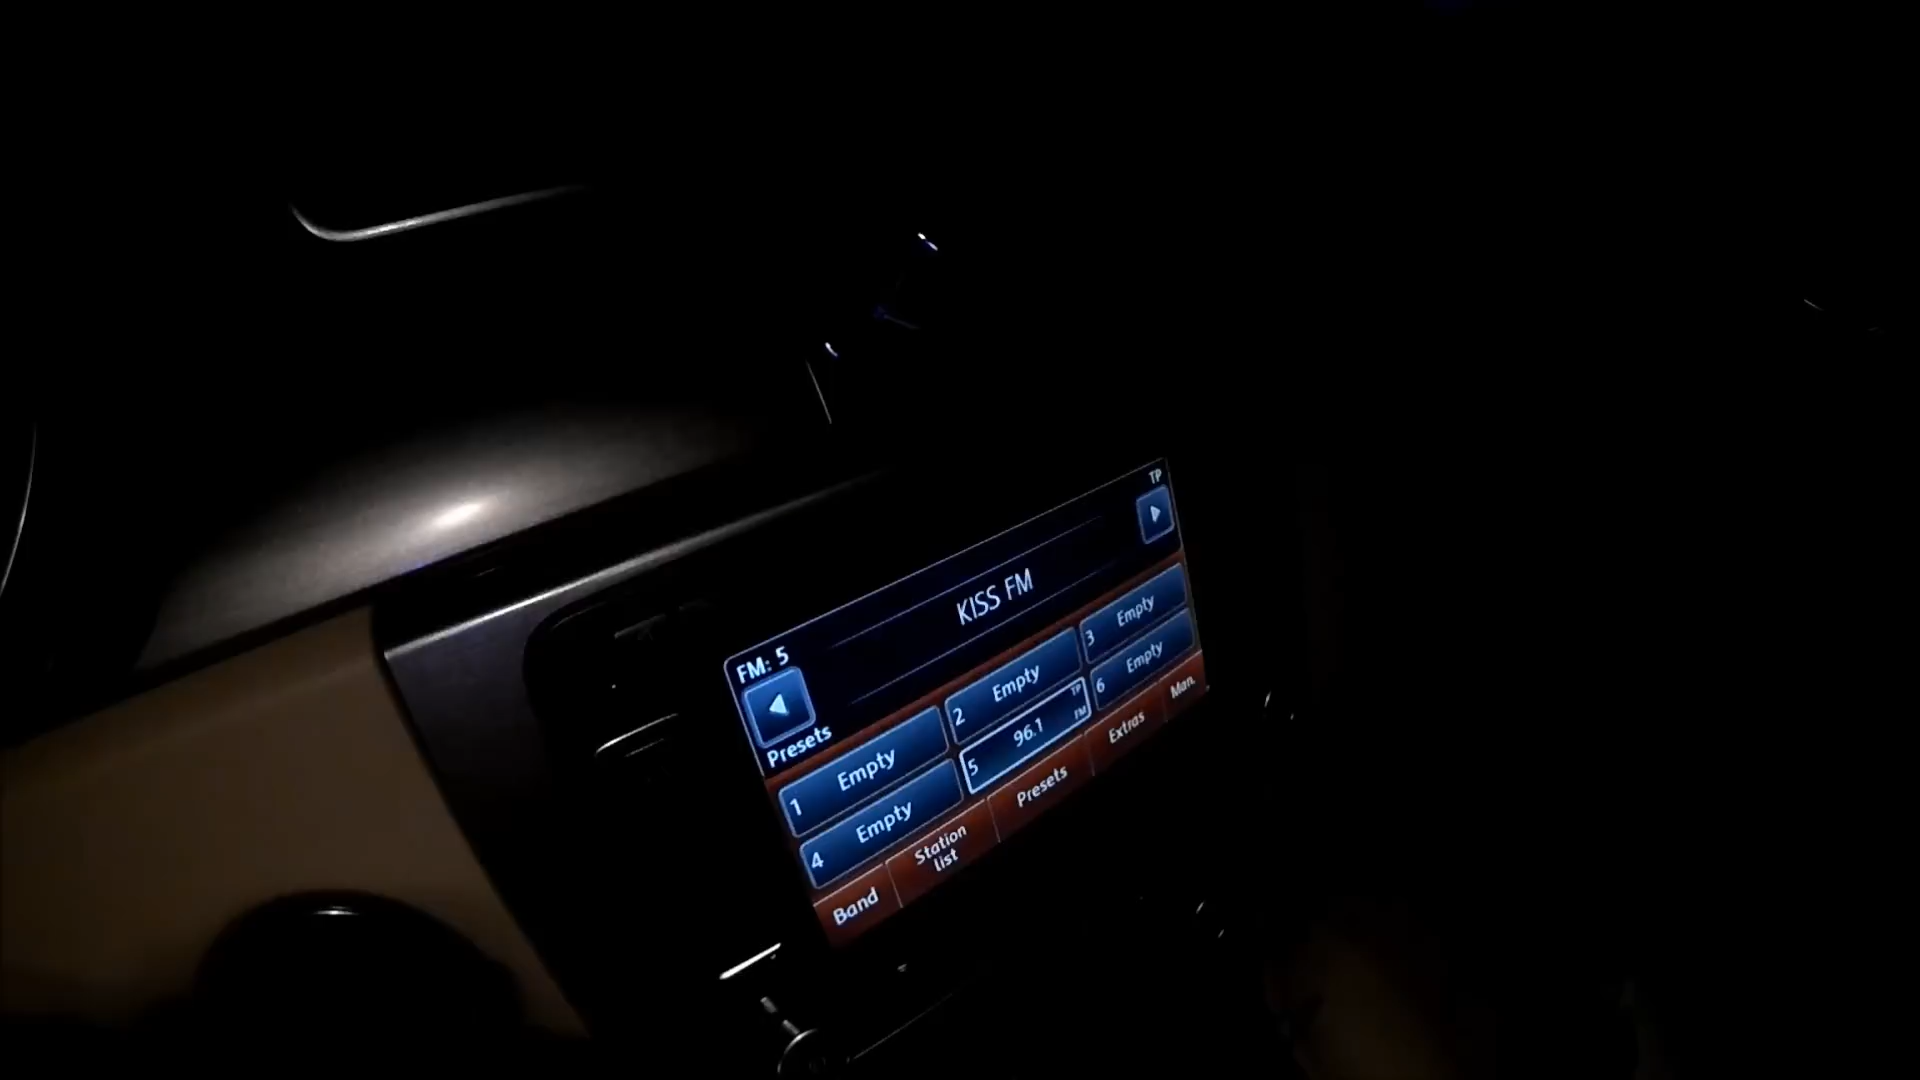 TP
KISS FM
FM: 5
Presets
1 Empty
2 Empty
3 Empty
4 Empty
5 96.1 TP FM
6 Empty
Band
Station
list
Presets
Extras
Man.